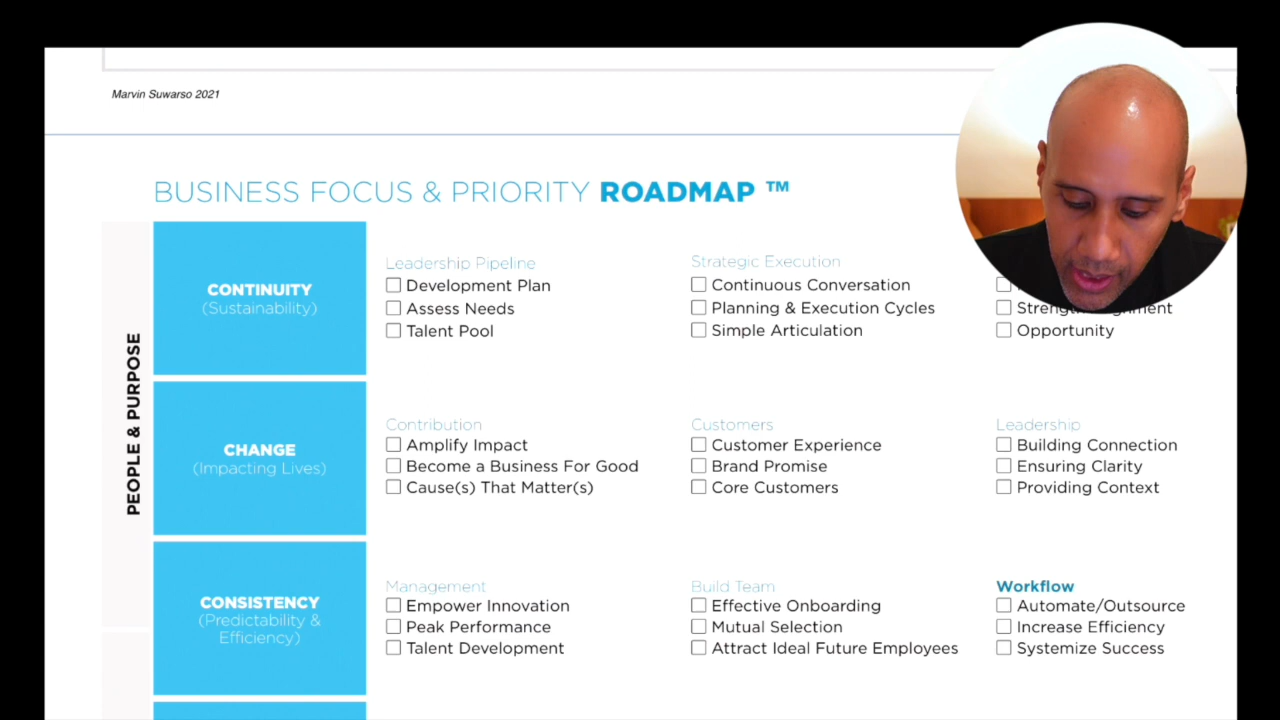 Marvin Suwarso 2021
BUSINESS FOCUS & PRIORITY ROADMAP ™
PEOPLE & PURPOSE
CONTINUITY
(Sustainability)
Leadership Pipeline
Development Plan
Assess Needs
Talent Pool
Strategic Execution
Continuous Conversation
Planning & Execution Cycles
Simple Articulation
Opportunity
CHANGE
(Impacting Lives)
Contribution
Amplify Impact
Become a Business For Good
Cause(s) That Matter(s)
Customers
Customer Experience
Brand Promise
Core Customers
Leadership
Building Connection
Ensuring Clarity
Providing Context
CONSISTENCY
(Predictability &
Efficiency)
Management
Empower Innovation
Peak Performance
Talent Development
Build Team
Effective Onboarding
Mutual Selection
Attract Ideal Future Employees
Workflow
Automate/Outsource
Increase Efficiency
Systemize Success